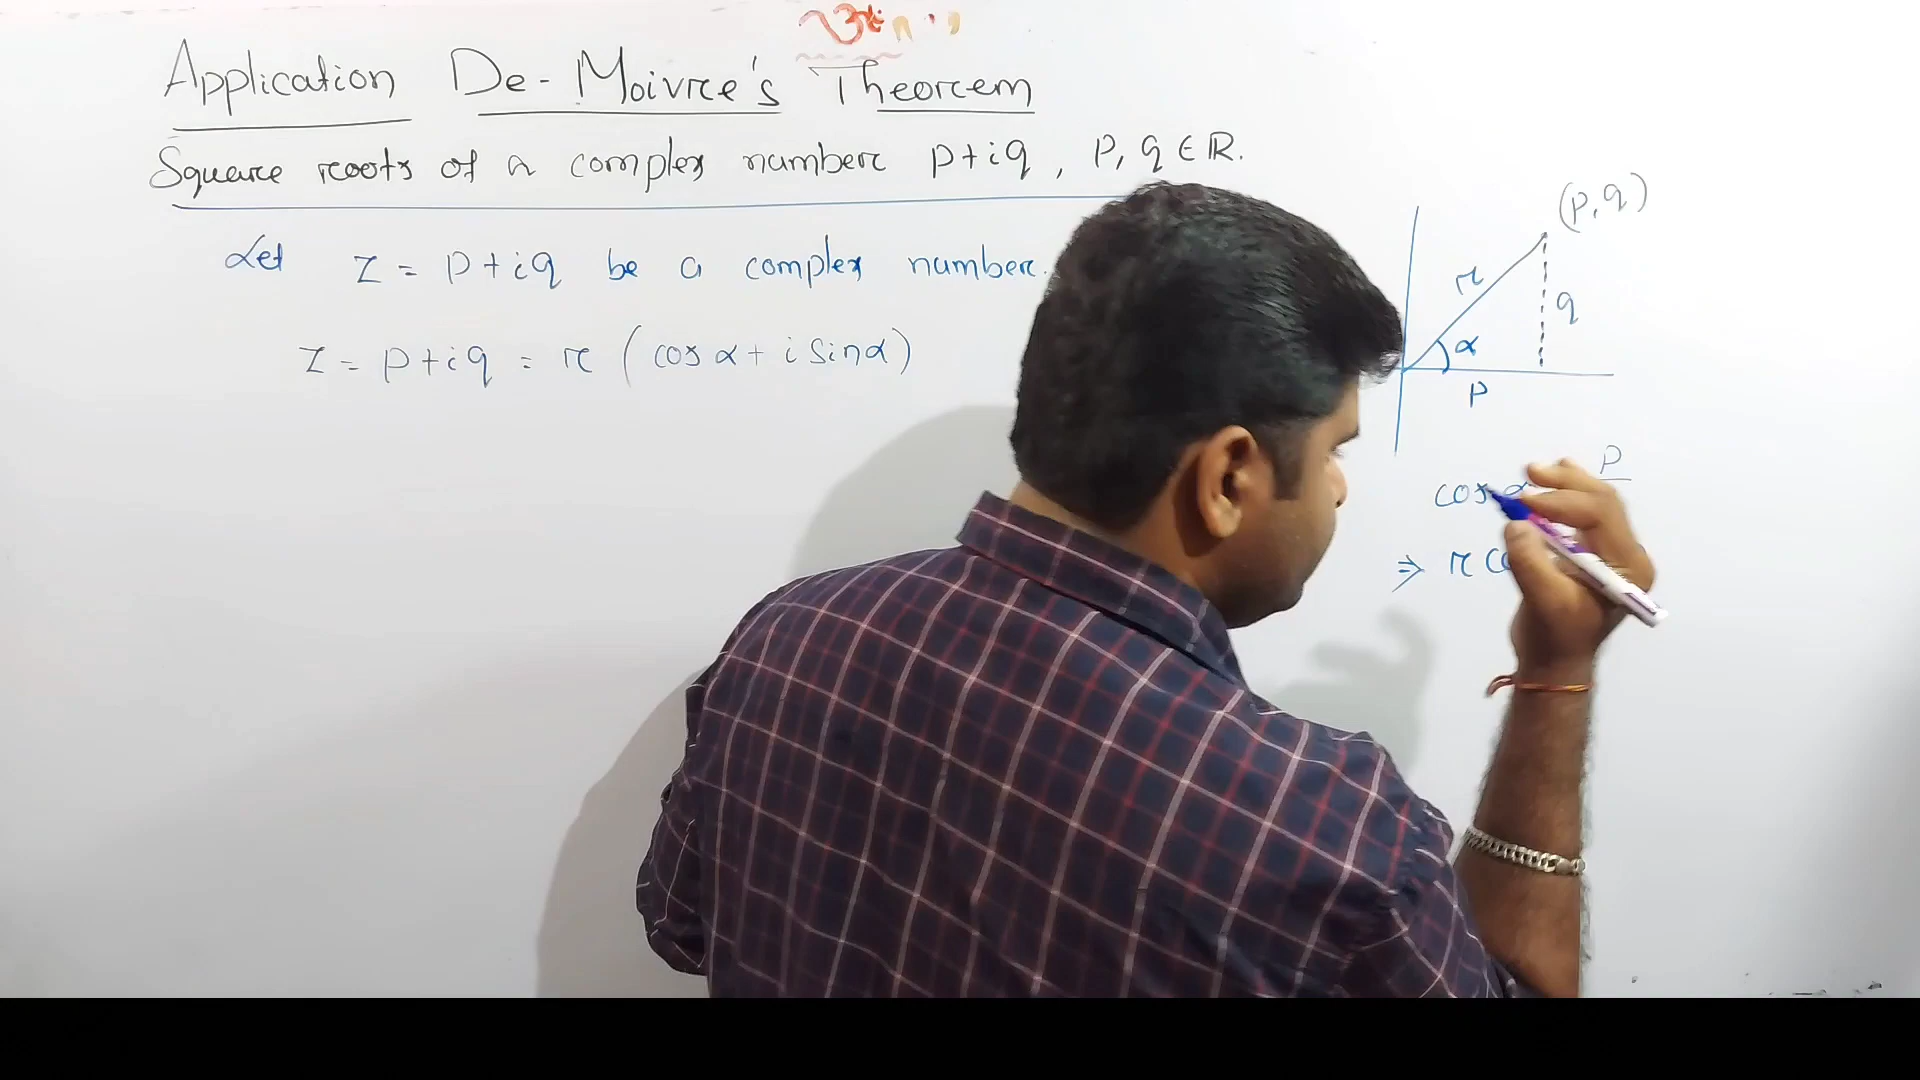 Application De-Moivre's Theorem
Square roots of a complex number p+iq, p, q ∈ ℝ.
Let z = p+iq be a complex number.
z = p+iq = r (cos α + i sin α)
(p, q)
r
q
α
p
cos α p
⇒ r